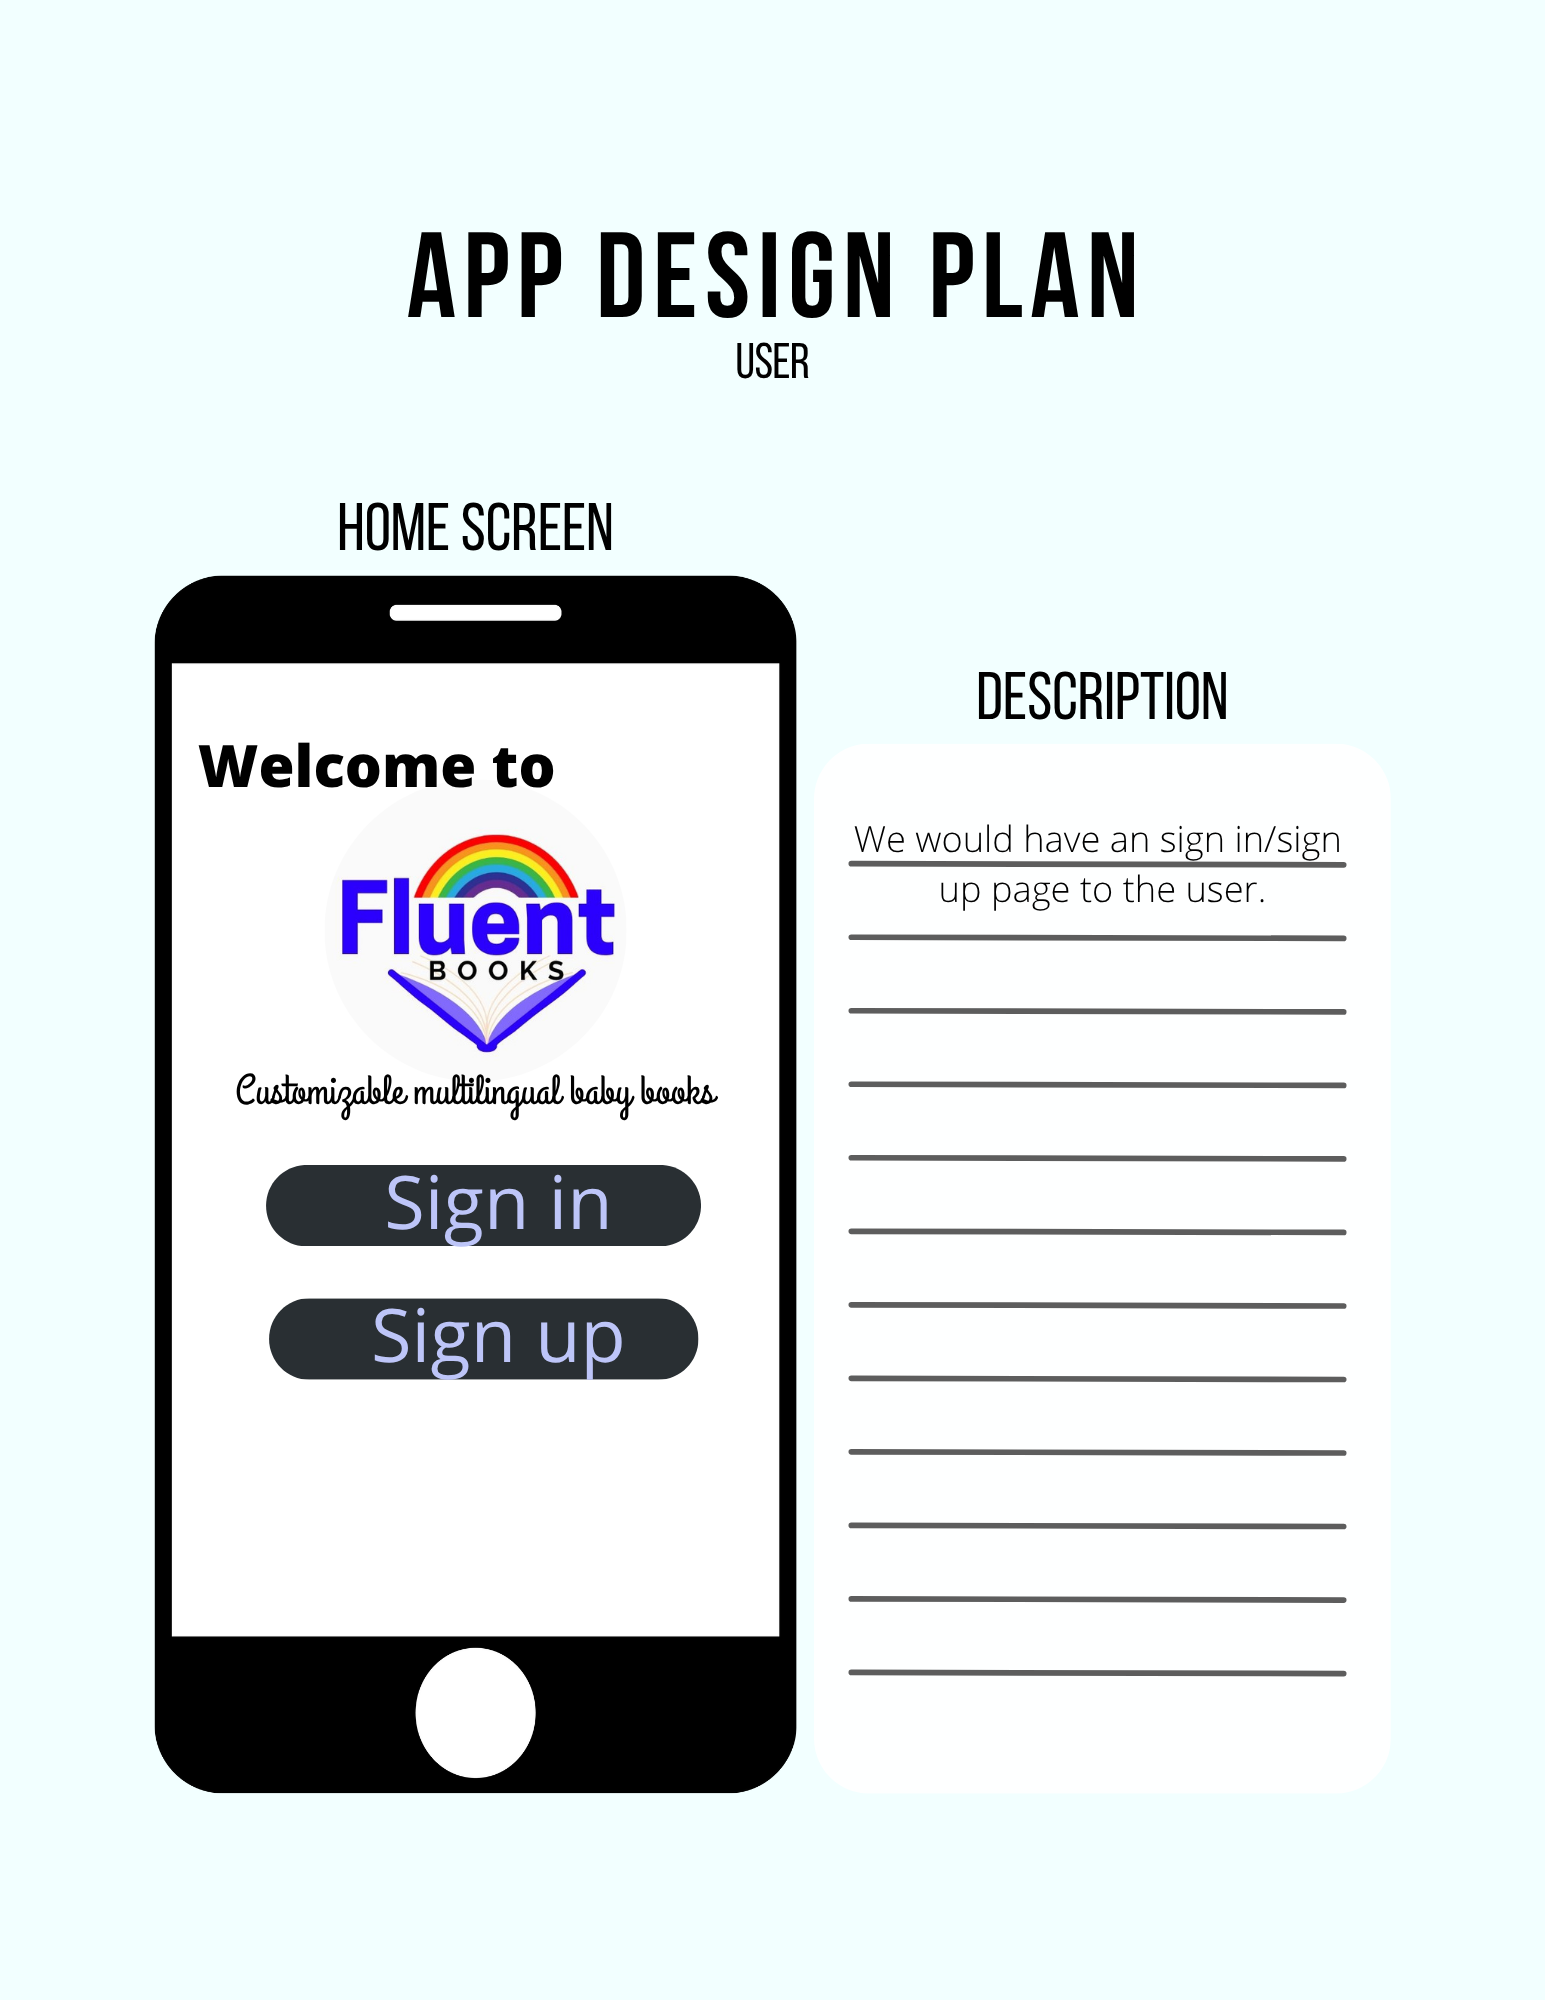 APP DESIGN PLAN
USER
HOME SCREEN
Welcome to
Fluent
BOOKS
Customizable multilingual baby books
Sign in
Sign up
DESCRIPTION
We would have an sign in/sign
up page to the user.